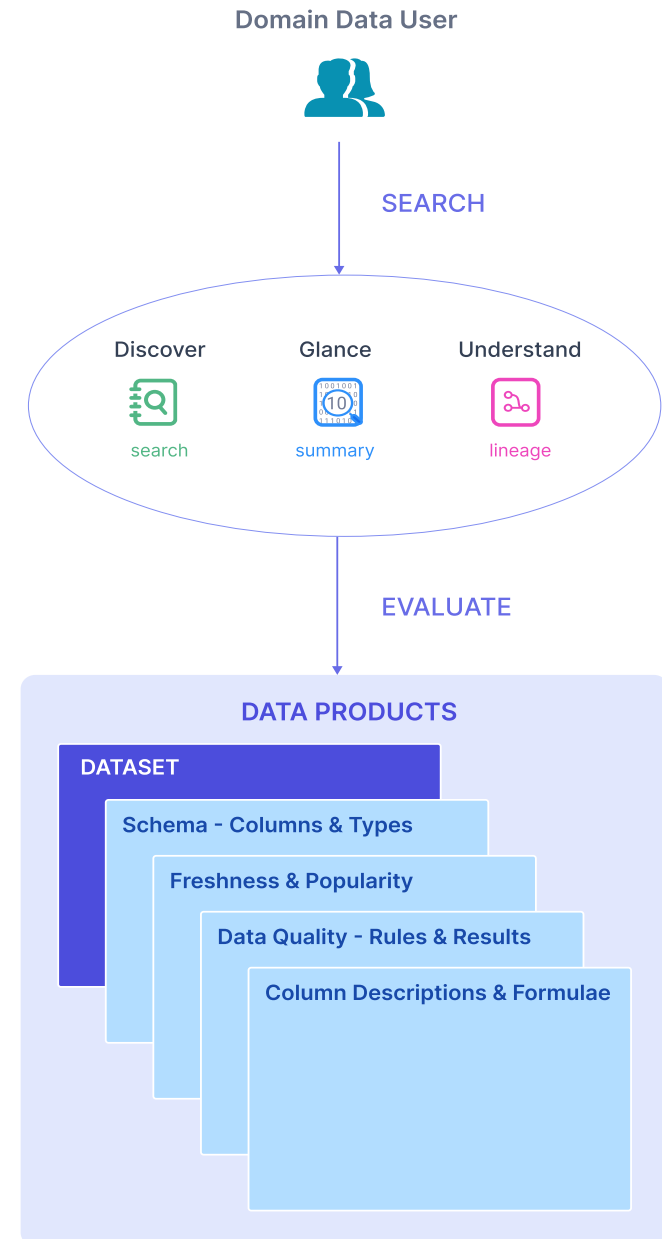 Domain Data User
SEARCH
Discover
Glance
Understand
10
search
summary
lineage
EVALUATE
DATA PRODUCTS
DATASET
Schema - Columns & Types
Freshness & Popularity
Data Quality - Rules & Results
Column Descriptions & Formulae